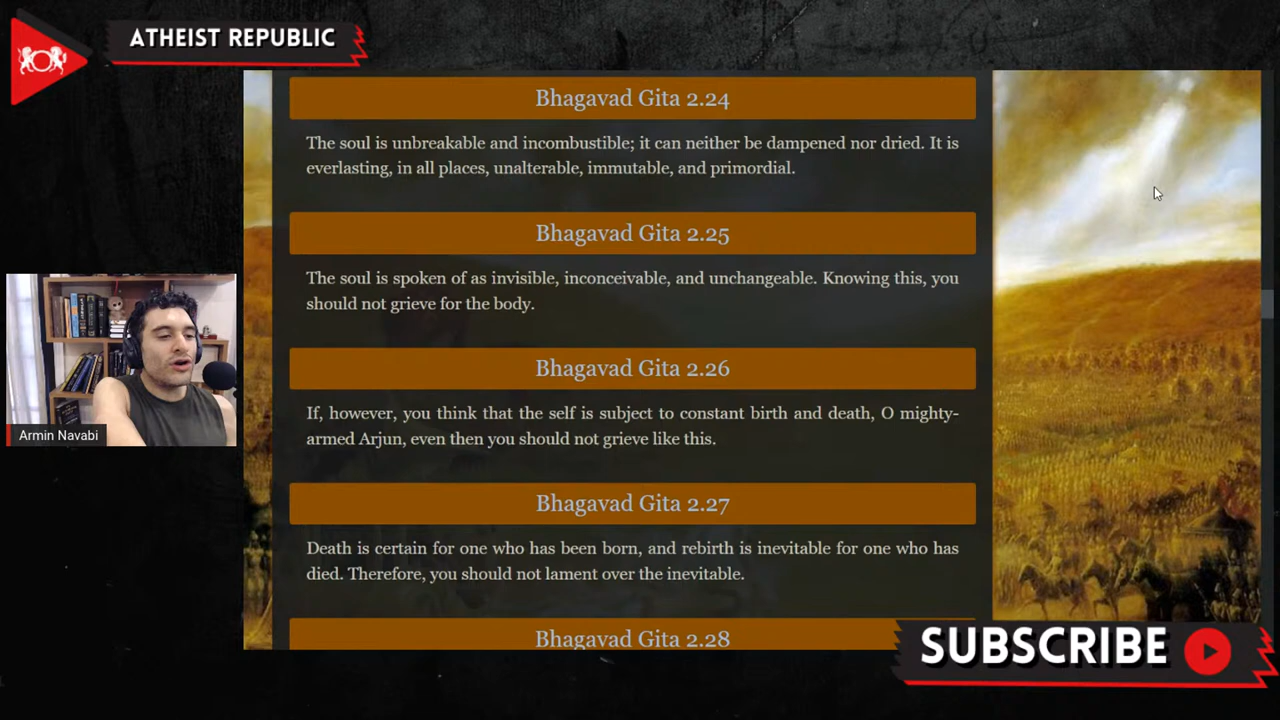 ATHEIST REPUBLIC
Bhagavad Gita 2.24
The soul is unbreakable and incombustible; it can neither be dampened nor dried. It is
everlasting, in all places, unalterable, immutable, and primordial.
Bhagavad Gita 2.25
The soul is spoken of as invisible, inconceivable, and unchangeable. Knowing this, you
should not grieve for the body.
Bhagavad Gita 2.26
If, however, you think that the self is subject to constant birth and death, O mighty-
armed Arjun, even then you should not grieve like this.
Armin Navabi
Bhagavad Gita 2.27
Death is certain for one who has been born, and rebirth is inevitable for one who has
died. Therefore, you should not lament over the inevitable.
Bhagavad Gita 2.28
SUBSCRIBE